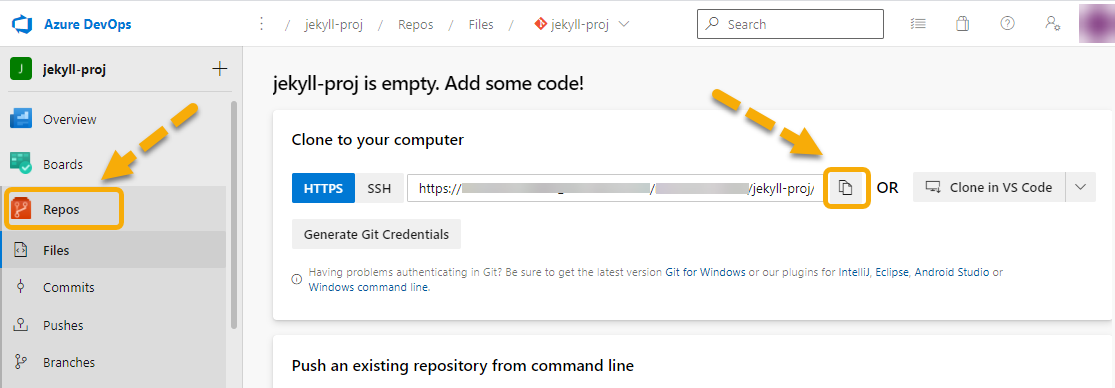 Azure DevOps
/ jekyll-proj / Repos / Files / jekyll-proj
Search
J jekyll-proj
Overview
Boards
Repos
Files
Commits
Pushes
Branches
jekyll-proj is empty. Add some code!
Clone to your computer
HTTPS SSH https:// / /jekyll-proj/ OR Clone in VS Code
Generate Git Credentials
Having problems authenticating in Git? Be sure to get the latest version Git for Windows or our plugins for IntelliJ, Eclipse, Android Studio or
Windows command line.
Push an existing repository from command line